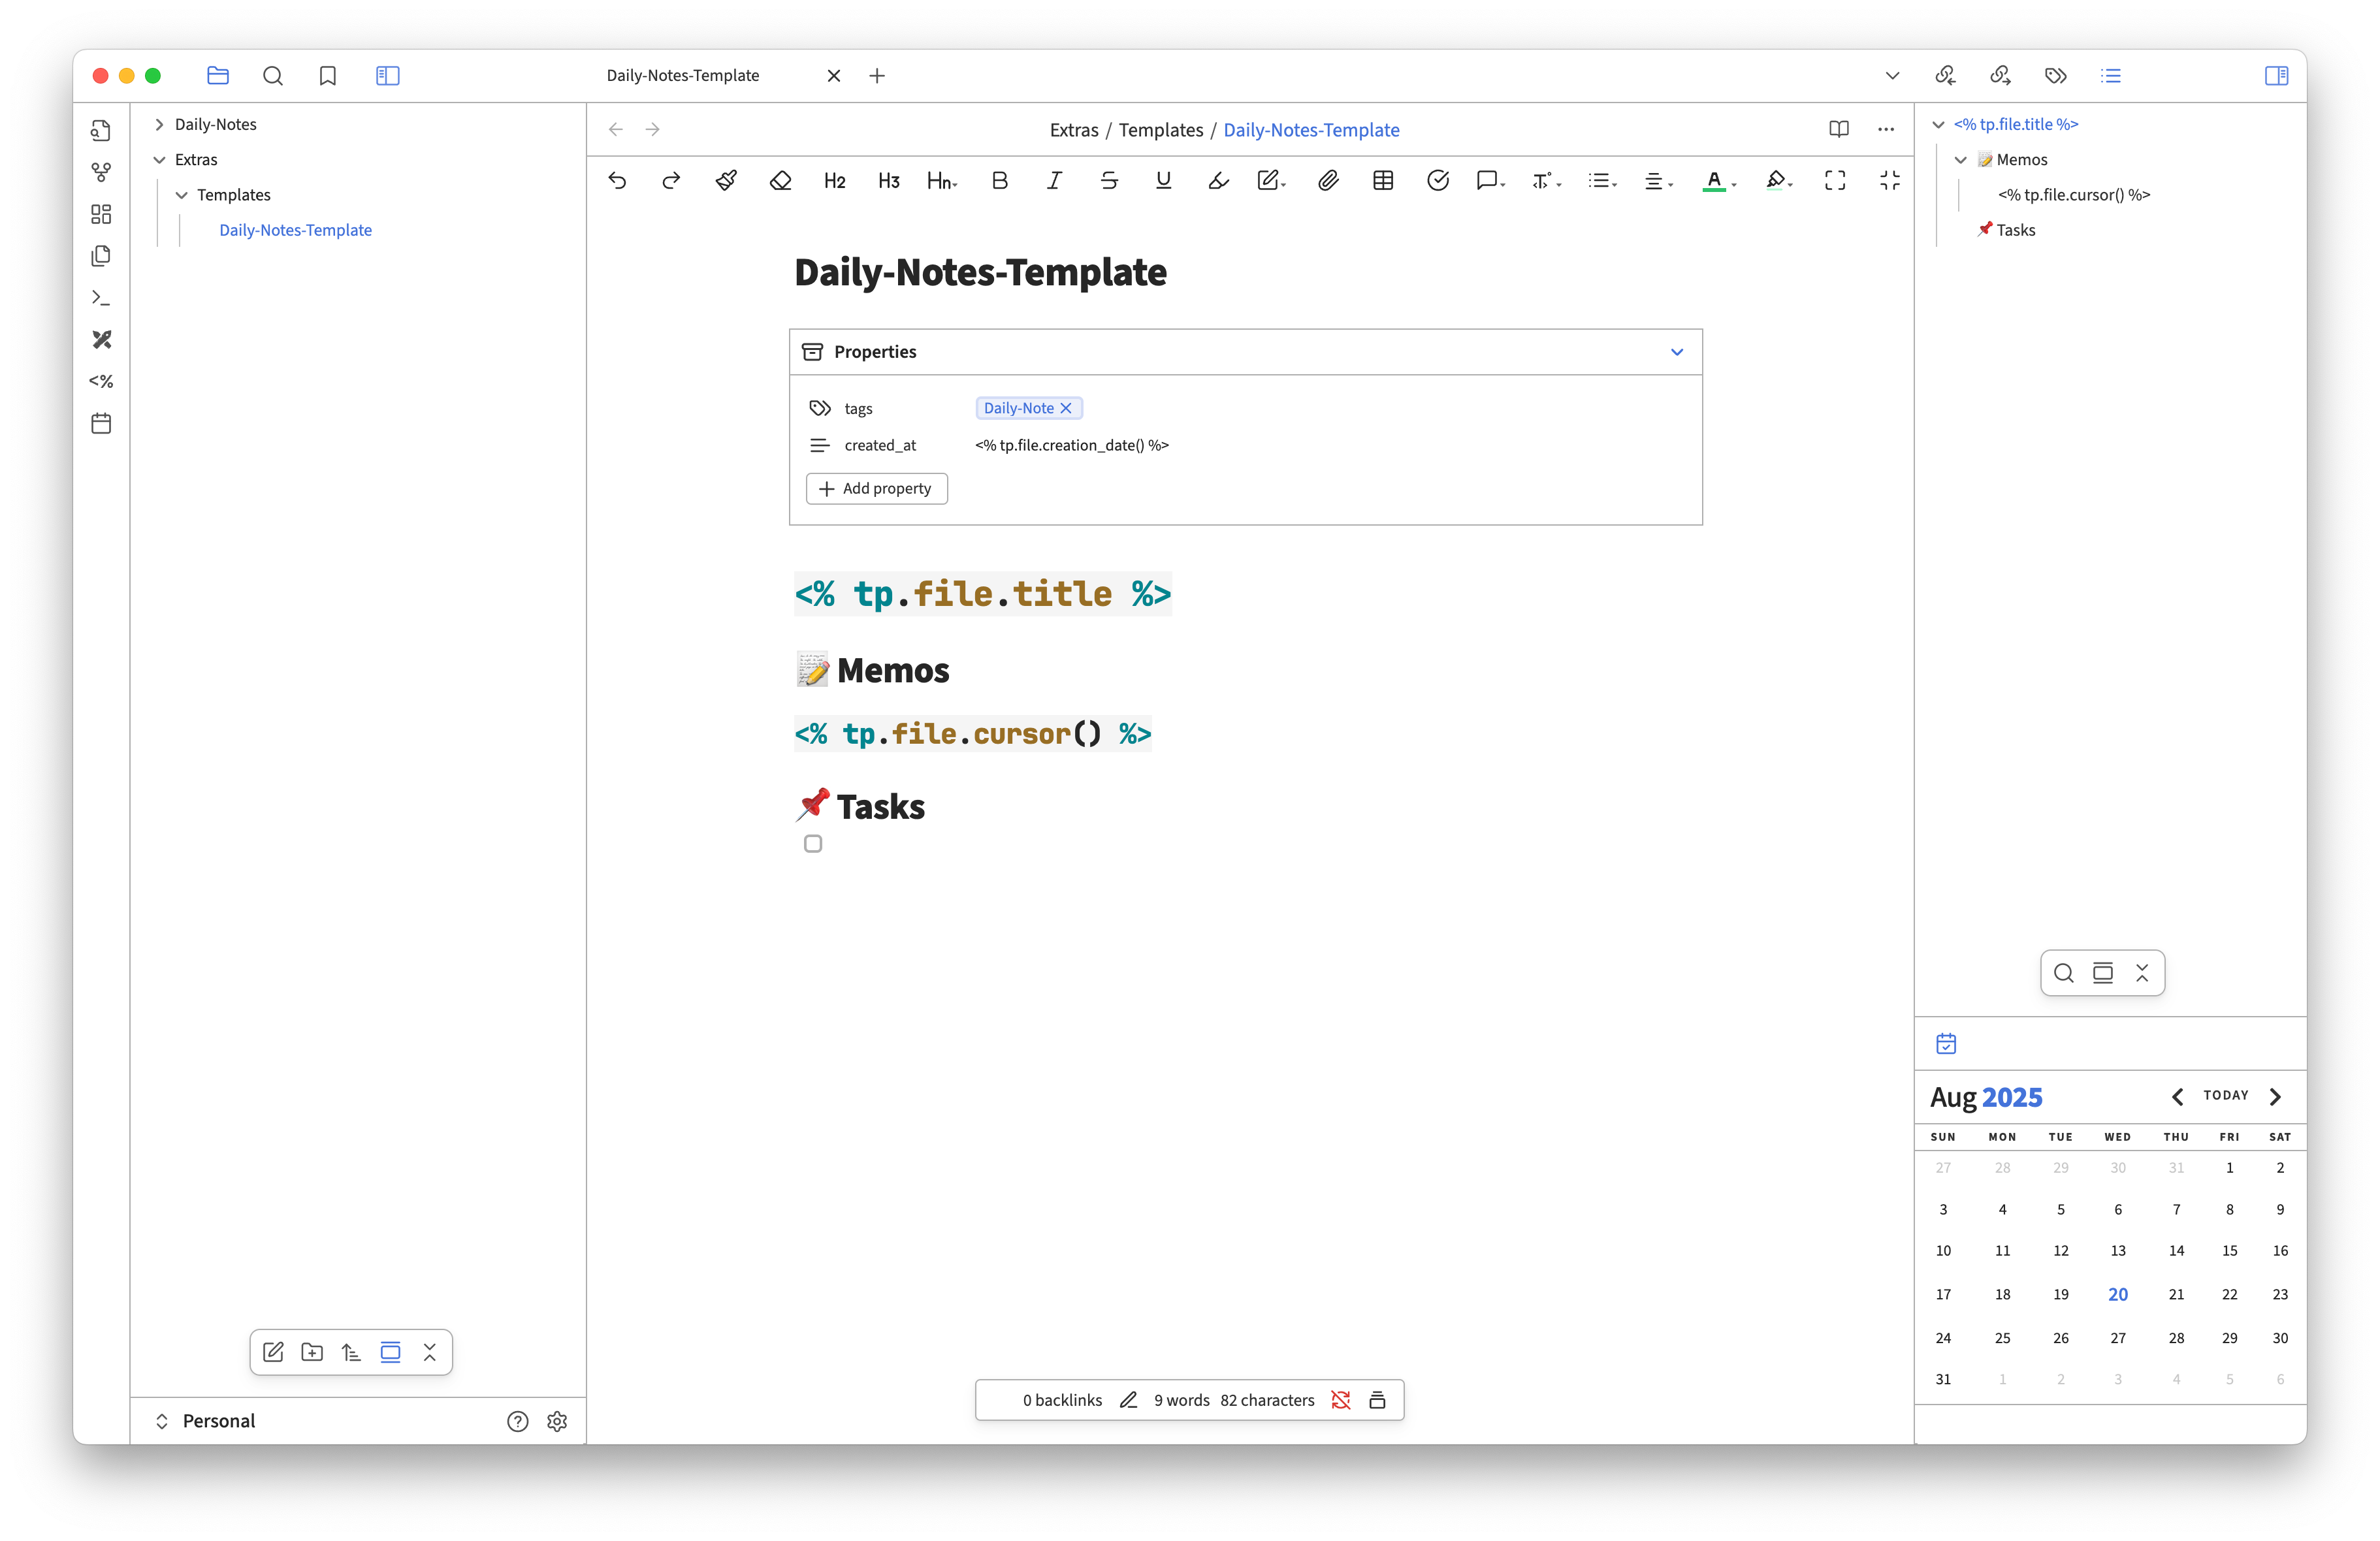 Daily-Notes-Template
Daily-Notes
Extras
Templates
Daily-Notes-Template
<%
Personal
Extras / Templates / Daily-Notes-Template
H2 H3 Hn B I S U T A
Daily-Notes-Template
Properties
tags Daily-Note
created_at <% tp.file.creation_date() %>
Add property
<% tp.file.title %>
📝 Memos
<% tp.file.cursor() %>
📌 Tasks
0 backlinks 9 words 82 characters
<% tp.file.title %>
📝 Memos
<% tp.file.cursor() %>
📌 Tasks
Aug 2025 TODAY
SUN MON TUE WED THU FRI SAT
27 28 29 30 31 1 2
3 4 5 6 7 8 9
10 11 12 13 14 15 16
17 18 19 20 21 22 23
24 25 26 27 28 29 30
31 1 2 3 4 5 6